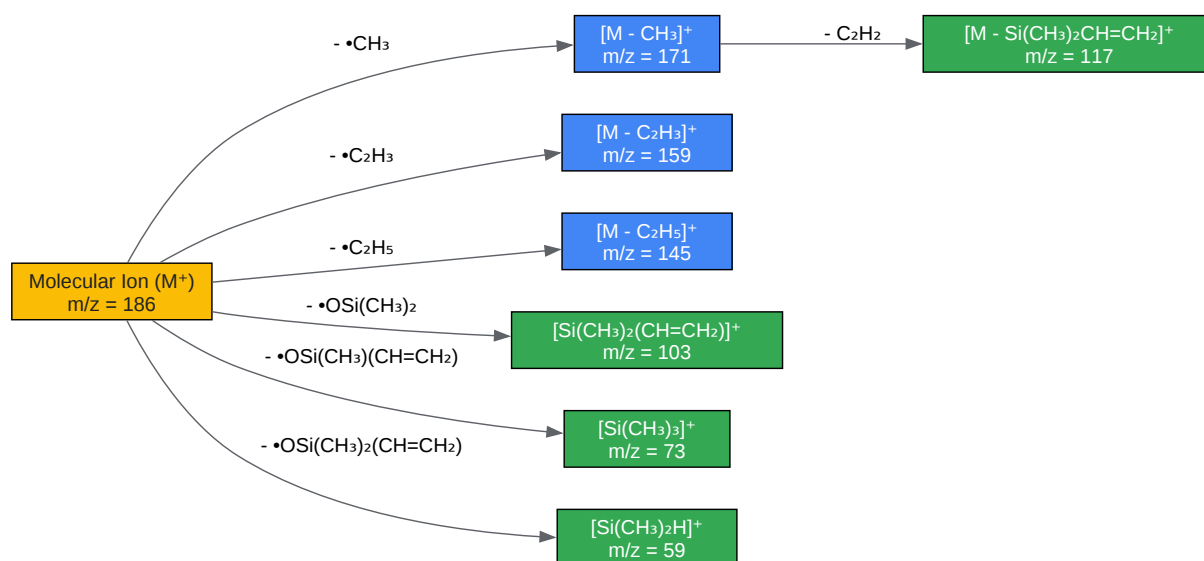 - •CH₃
[M - CH₃]⁺
m/z = 171
- C₂H₂
[M - Si(CH₃)₂CH=CH₂]⁺
m/z = 117
- •C₂H₃
[M - C₂H₃]⁺
m/z = 159
- •C₂H₅
[M - C₂H₅]⁺
m/z = 145
Molecular Ion (M⁺)
m/z = 186
- •OSi(CH₃)₂
[Si(CH₃)₂(CH=CH₂)]⁺
m/z = 103
- •OSi(CH₃)(CH=CH₂)
[Si(CH₃)₃]⁺
m/z = 73
- •OSi(CH₃)₂(CH=CH₂)
[Si(CH₃)₂H]⁺
m/z = 59